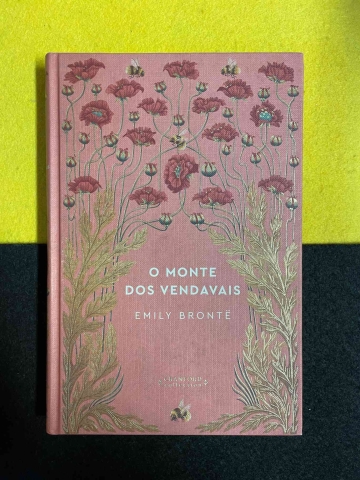 O MONTE
DOS VENDAVAIS
EMILY BRONTË